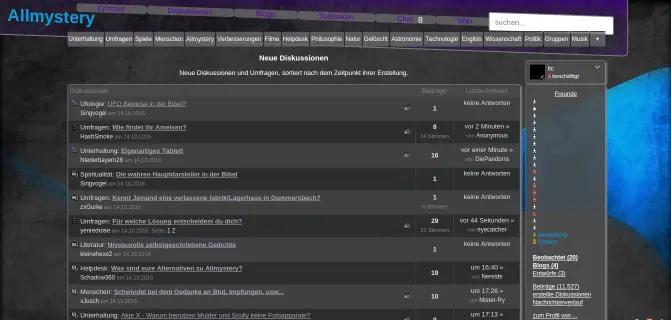 Allmystery
Lichtzeit Diskussionen Blogs Statistiken Chat 8 Wiki
suchen...
Unterhaltung Umfragen Spiele Menschen Allmystery Verbesserungen Filme Helpdesk Philosophie Natur Gelöscht Astronomie Technologie English Wissenschaft Politik Gruppen Musik +
Neue Diskussionen
Neue Diskussionen und Umfragen, sortiert nach dem Zeitpunkt ihrer Erstellung.
Diskussionen Beiträge Letzte Antwort
Ufologie: UFO Beweise in der Bibel? 1 keine Antworten
Singvogel am 14.10.2016
Umfragen: Wie findet ihr Ameisen? 8 vor 2 Minuten »
HashSmoke am 14.10.2016 14 Stimmen von Anonymous
Unterhaltung: Eigenartiges Tablett 16 vor einer Minute »
Niederbayern28 am 14.10.2016 von DiePandorra
Spiritualität: Die wahren Hauptdarsteller in der Bibel 1 keine Antworten
Singvogel am 14.10.2016
Umfragen: Kennt Jemand eine verlassene fabrik/Lagerhaus in Gummersbach? 1 keine Antworten
zxGurke am 14.10.2016 6 Stimmen
Umfragen: Für welche Lösung entscheidest du dich? 29 vor 44 Sekunden »
yenredrose am 14.10.2016, Seite: 1 2 23 Stimmen von eyecatcher
Literatur: Niveauvolle selbstgeschriebene Gedichte 1 keine Antworten
kleinehexe2 am 14.10.2016
Helpdesk: Was sind eure Alternativen zu Allmystery? 19 um 16:40 »
Schadow360 am 14.10.2016 von Nereide
Menschen: Schwindel bei dem Gedanke an Blut, Impfungen, usw... 10 um 17:26 »
xJosch am 14.10.2016 von Mister-Ry
Unterhaltung: Akte X - Warum benutzen Mulder und Scully keine Fotoapparate? 9 um 17:13 »
tic
beschäftigt
Freunde
Verwaltung
System
Beobachtet (20)
Blogs (4)
Entwürfe (3)
Beiträge (11.527)
erstellte Diskussionen
Nachrichtenverlauf
zum Profil von ...